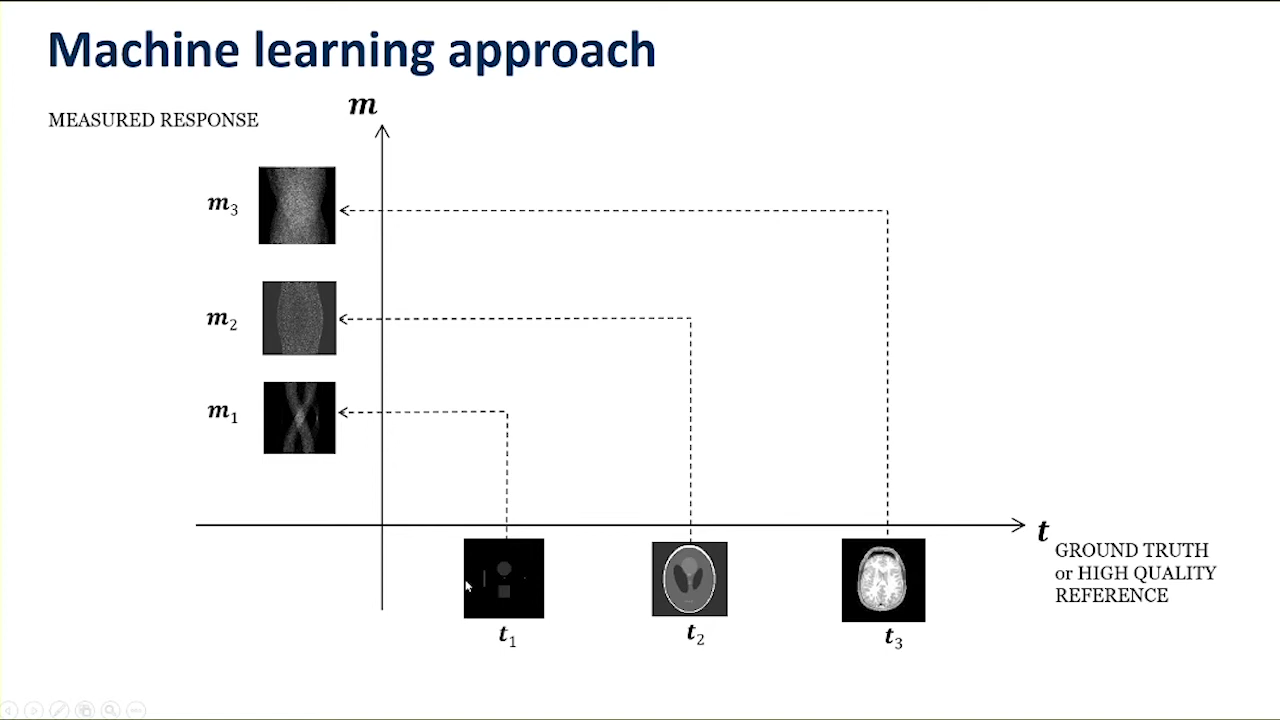 Machine learning approach
m
MEASURED RESPONSE
m₃
m₂
m₁
t
GROUND TRUTH
or HIGH QUALITY
REFERENCE
t₁
t₂
t₃